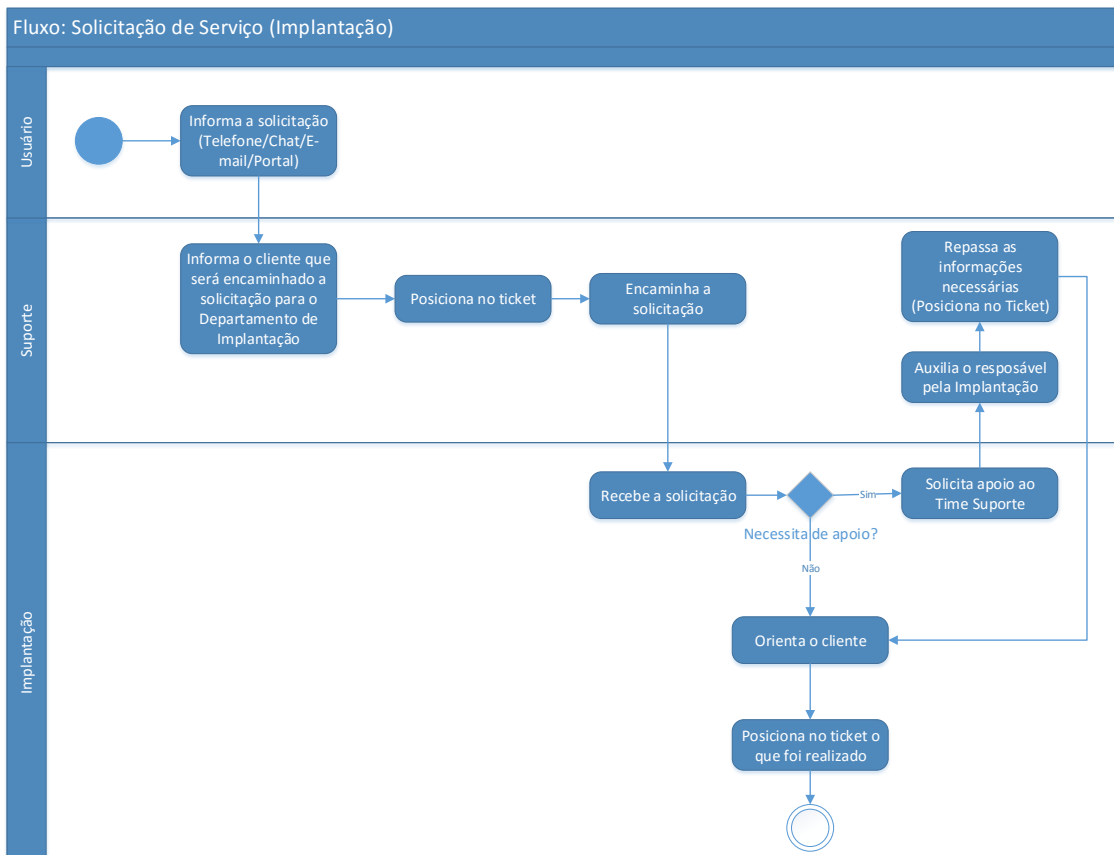 Fluxo: Solicitação de Serviço (Implantação)
Usuário
Informa a solicitação
(Telefone/Chat/E-
mail/Portal)
Suporte
Informa o cliente que
será encaminhado a
solicitação para o
Departamento de
Implantação
Posiciona no ticket
Encaminha a
solicitação
Repassa as
informações
necessárias
(Posiciona no Ticket)
Auxilia o resposável
pela Implantação
Implantação
Recebe a solicitação
Necessita de apoio?
Sim
Solicita apoio ao
Time Suporte
Não
Orienta o cliente
Posiciona no ticket o
que foi realizado